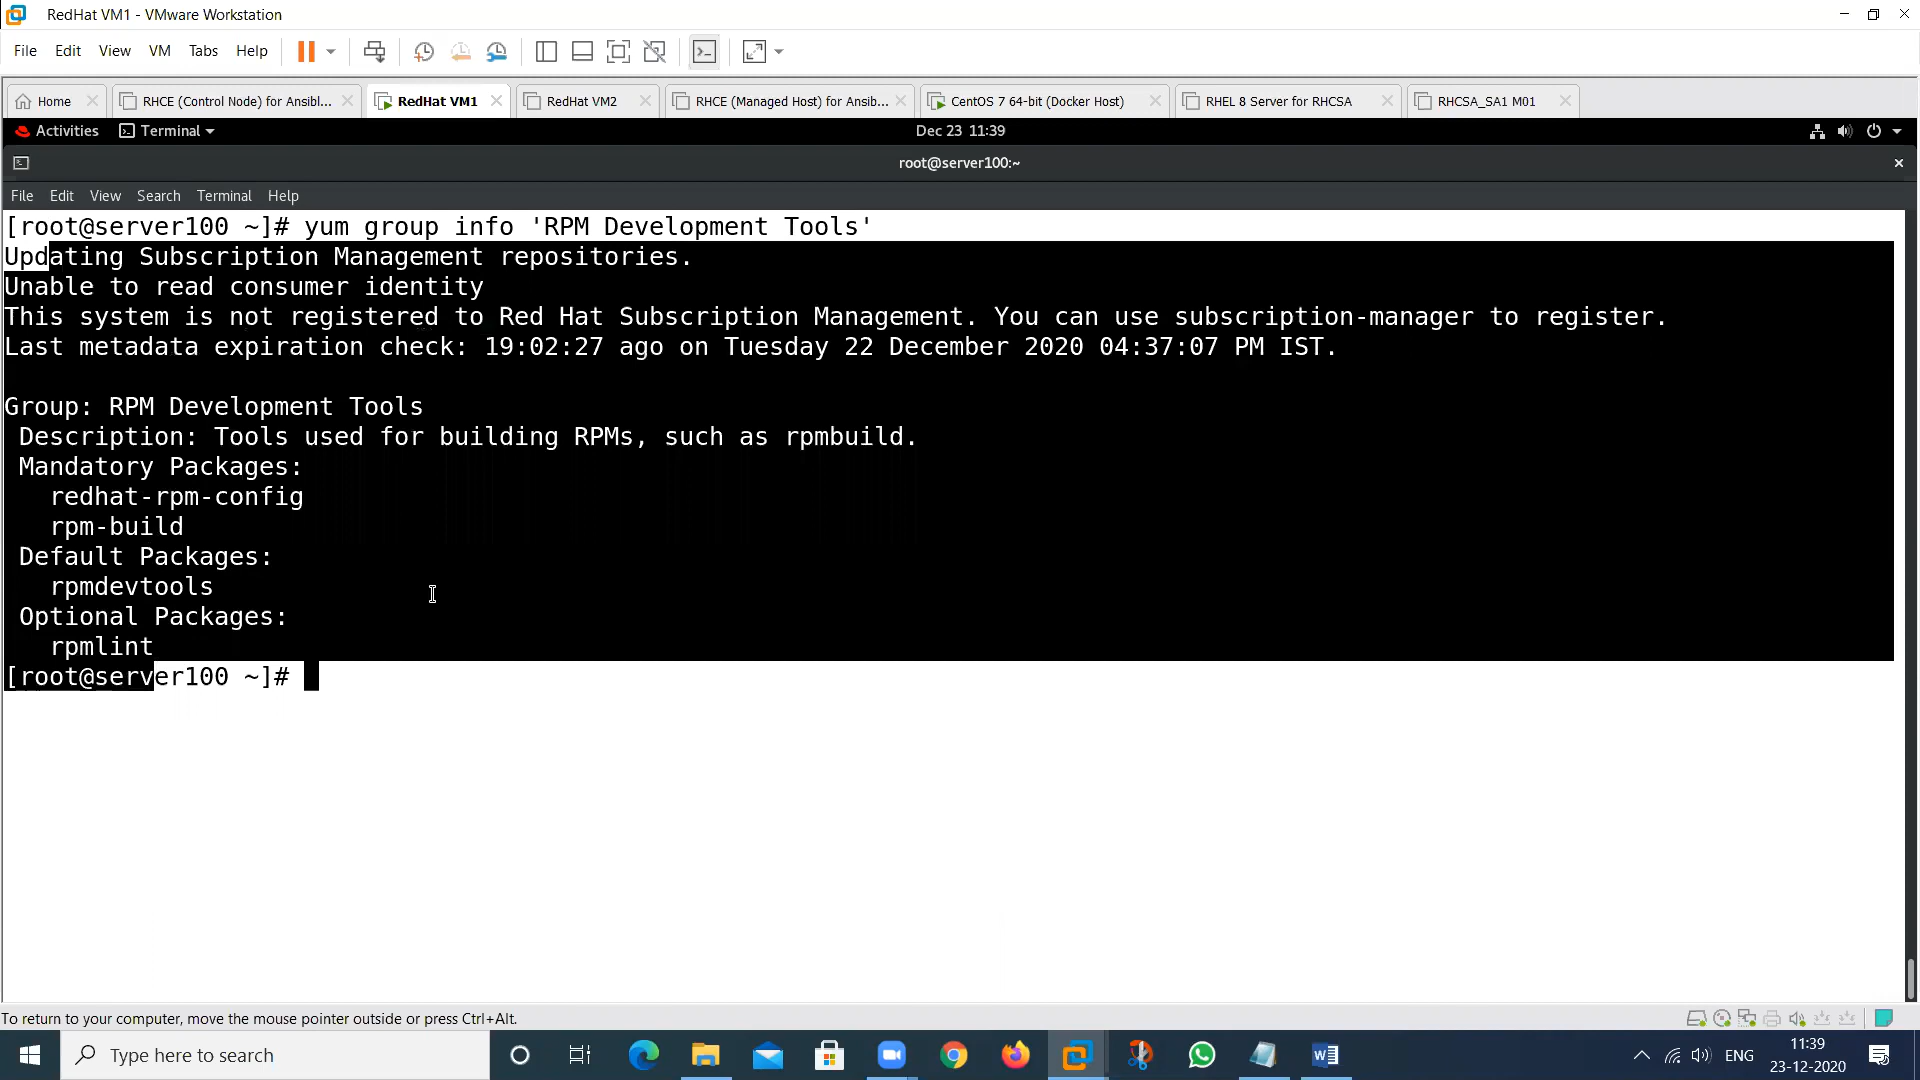 RedHat VM1 - VMware Workstation
File Edit View VM Tabs Help
Home RHCE (Control Node) for Ansibl... RedHat VM1 RedHat VM2 RHCE (Managed Host) for Ansib... CentOS 7 64-bit (Docker Host) RHEL 8 Server for RHCSA RHCSA_SA1 M01
Activities Terminal Dec 23 11:39
root@server100:~
File Edit View Search Terminal Help
[root@server100 ~]# yum group info 'RPM Development Tools'
Updating Subscription Management repositories.
Unable to read consumer identity
This system is not registered to Red Hat Subscription Management. You can use subscription-manager to register.
Last metadata expiration check: 19:02:27 ago on Tuesday 22 December 2020 04:37:07 PM IST.
Group: RPM Development Tools
Description: Tools used for building RPMs, such as rpmbuild.
Mandatory Packages:
redhat-rpm-config
rpm-build
Default Packages:
rpmdevtools
Optional Packages:
rpmlint
[root@server100 ~]#
To return to your computer, move the mouse pointer outside or press Ctrl+Alt.
Type here to search
ENG
11:39
23-12-2020